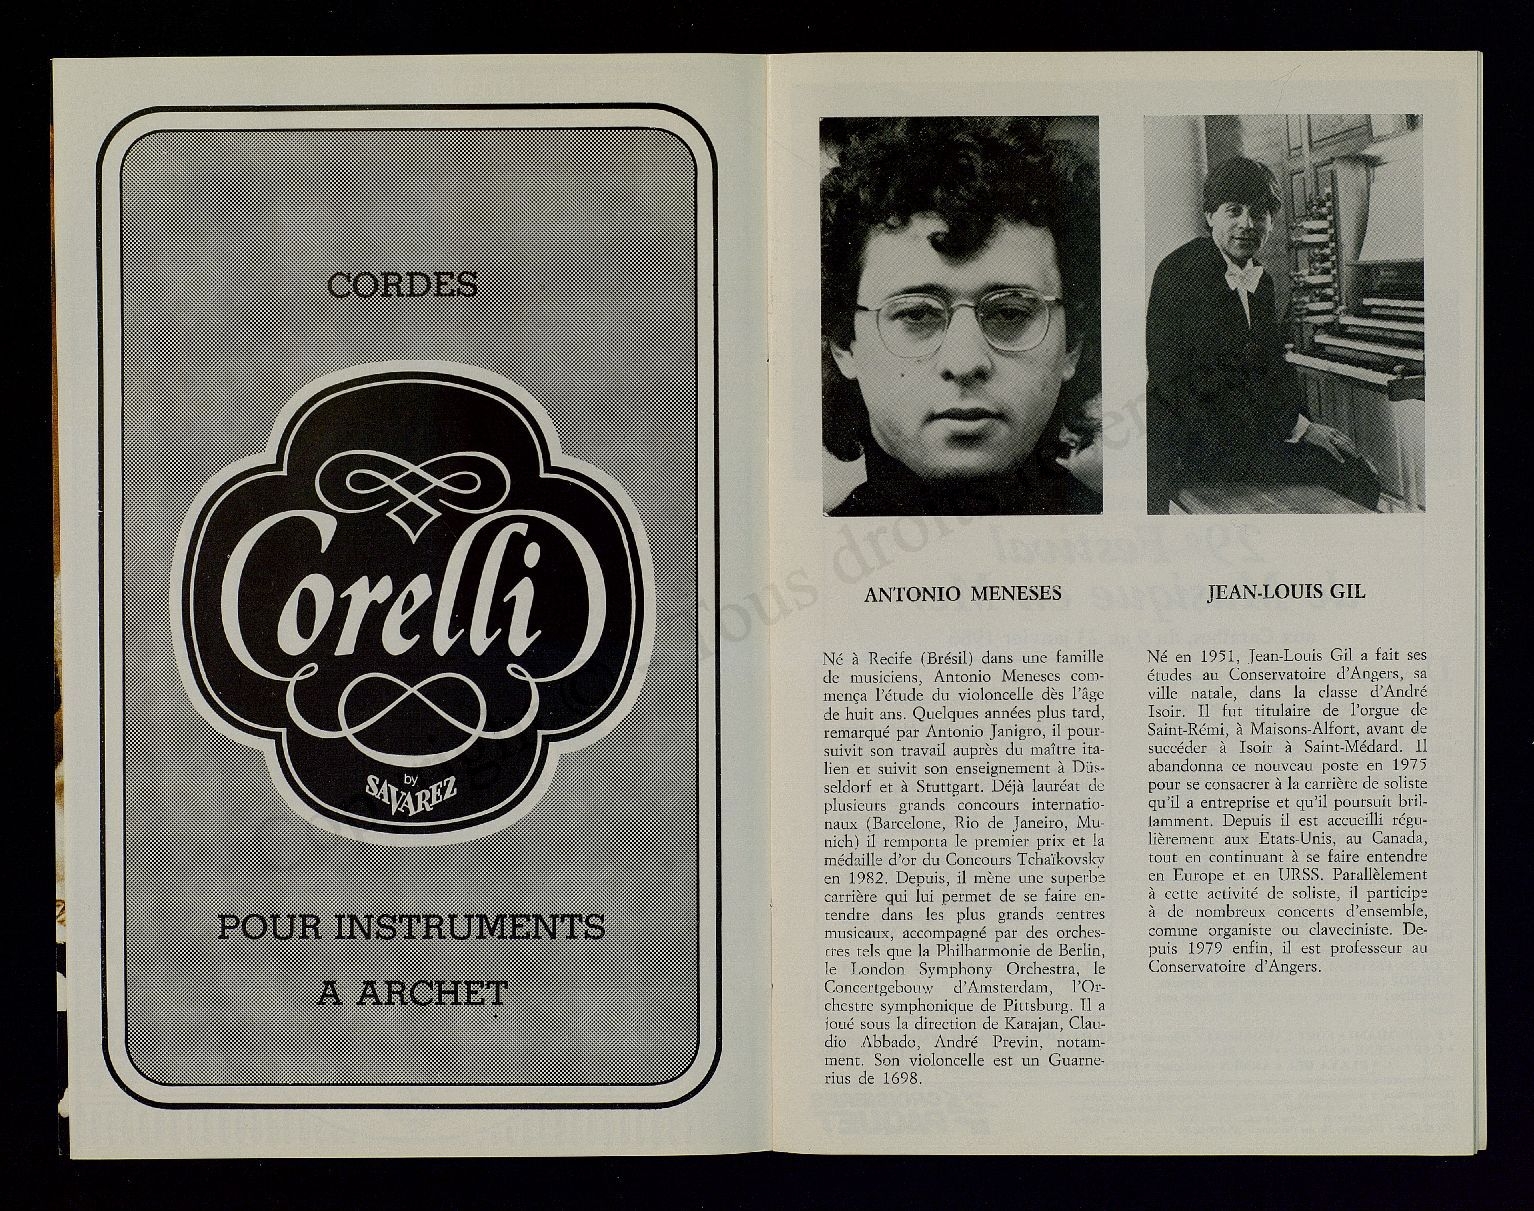 CORDES
Corelli
by
SAVAREZ
POUR INSTRUMENTS
A ARCHET
ANTONIO MENESES
Né à Recife (Brésil) dans une famille
de musiciens, Antonio Meneses com-
mença l'étude du violoncelle dès l'âge
de huit ans. Quelques années plus tard,
remarqué par Antonio Janigro, il pour-
suivit son travail auprès du maître ita-
lien et suivit son enseignement à Düs-
seldorf et à Stuttgart. Déjà lauréat de
plusieurs grands concours internatio-
naux (Barcelone, Rio de Janeiro, Mu-
nich) il remporta le premier prix et la
médaille d'or du Concours Tchaïkovsky
en 1982. Depuis, il mène une superbe
carrière qui lui permet de se faire en-
tendre dans les plus grands centres
musicaux, accompagné par des orches-
tres tels que la Philharmonie de Berlin,
le London Symphony Orchestra, le
Concertgebouw d'Amsterdam, l'Or-
chestre symphonique de Pittsburg. Il a
joué sous la direction de Karajan, Clau-
dio Abbado, André Previn, notam-
ment. Son violoncelle est un Guarne-
rius de 1698.
JEAN-LOUIS GIL
Né en 1951, Jean-Louis Gil a fait ses
études au Conservatoire d'Angers, sa
ville natale, dans la classe d'André
Isoir. Il fut titulaire de l'orgue de
Saint-Rémi, à Maisons-Alfort, avant de
succéder à Isoir à Saint-Médard. Il
abandonna ce nouveau poste en 1975
pour se consacrer à la carrière de soliste
qu'il a entreprise et qu'il poursuit bril-
lamment. Depuis il est accueilli régu-
lièrement aux Etats-Unis, au Canada,
tout en continuant à se faire entendre
en Europe et en URSS. Parallèlement
à cette activité de soliste, il participe
à de nombreux concerts d'ensemble,
comme organiste ou claveciniste. De-
puis 1979 enfin, il est professeur au
Conservatoire d'Angers.
Tous droits